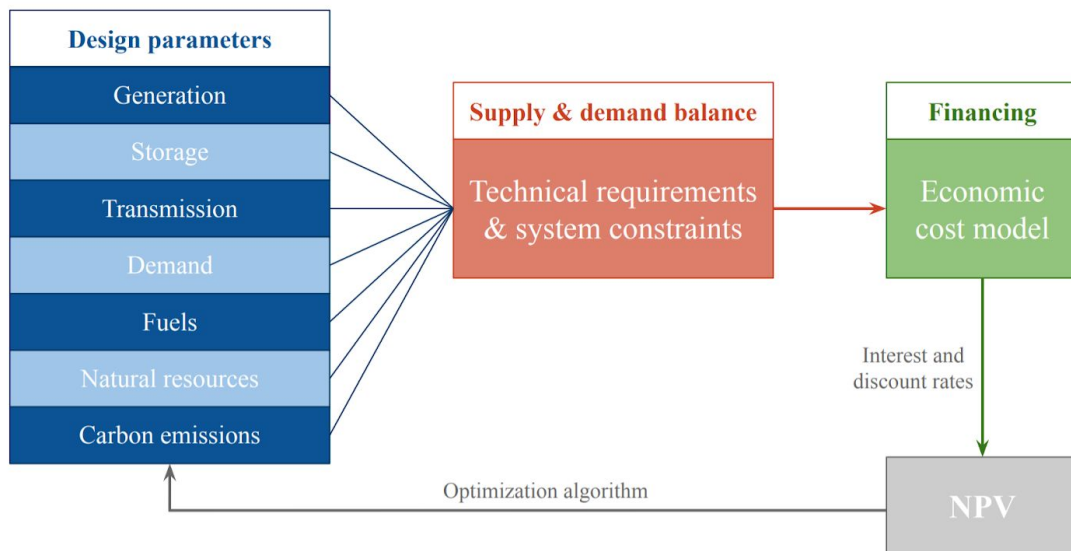 Design parameters
Generation
Storage
Transmission
Demand
Fuels
Natural resources
Carbon emissions
Supply & demand balance
Technical requirements
& system constraints
Financing
Economic
cost model
Interest and
discount rates
NPV
Optimization algorithm